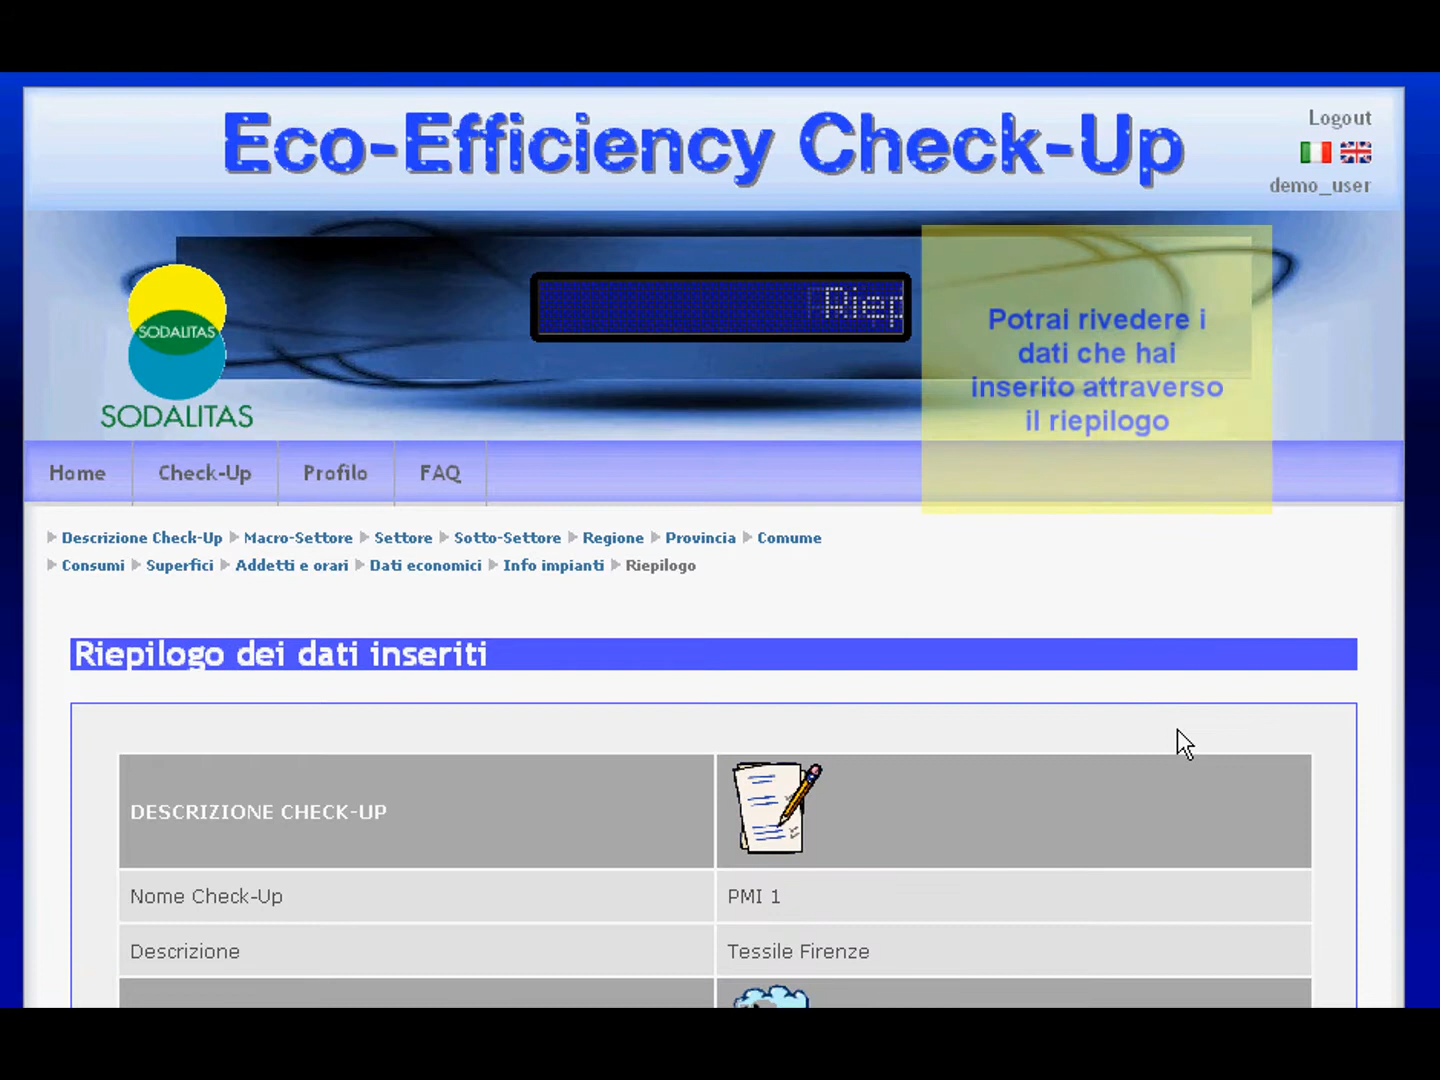 Eco-Efficiency Check-Up
Logout
demo_user
Riep
SODALITAS
SODALITAS
Potrai rivedere i
dati che hai
inserito attraverso
il riepilogo
Home Check-Up Profilo FAQ
Descrizione Check-Up Macro-Settore Settore Sotto-Settore Regione Provincia Comume
Consumi Superfici Addetti e orari Dati economici Info impianti Riepilogo
Riepilogo dei dati inseriti
DESCRIZIONE CHECK-UP
Nome Check-Up PMI 1
Descrizione Tessile Firenze